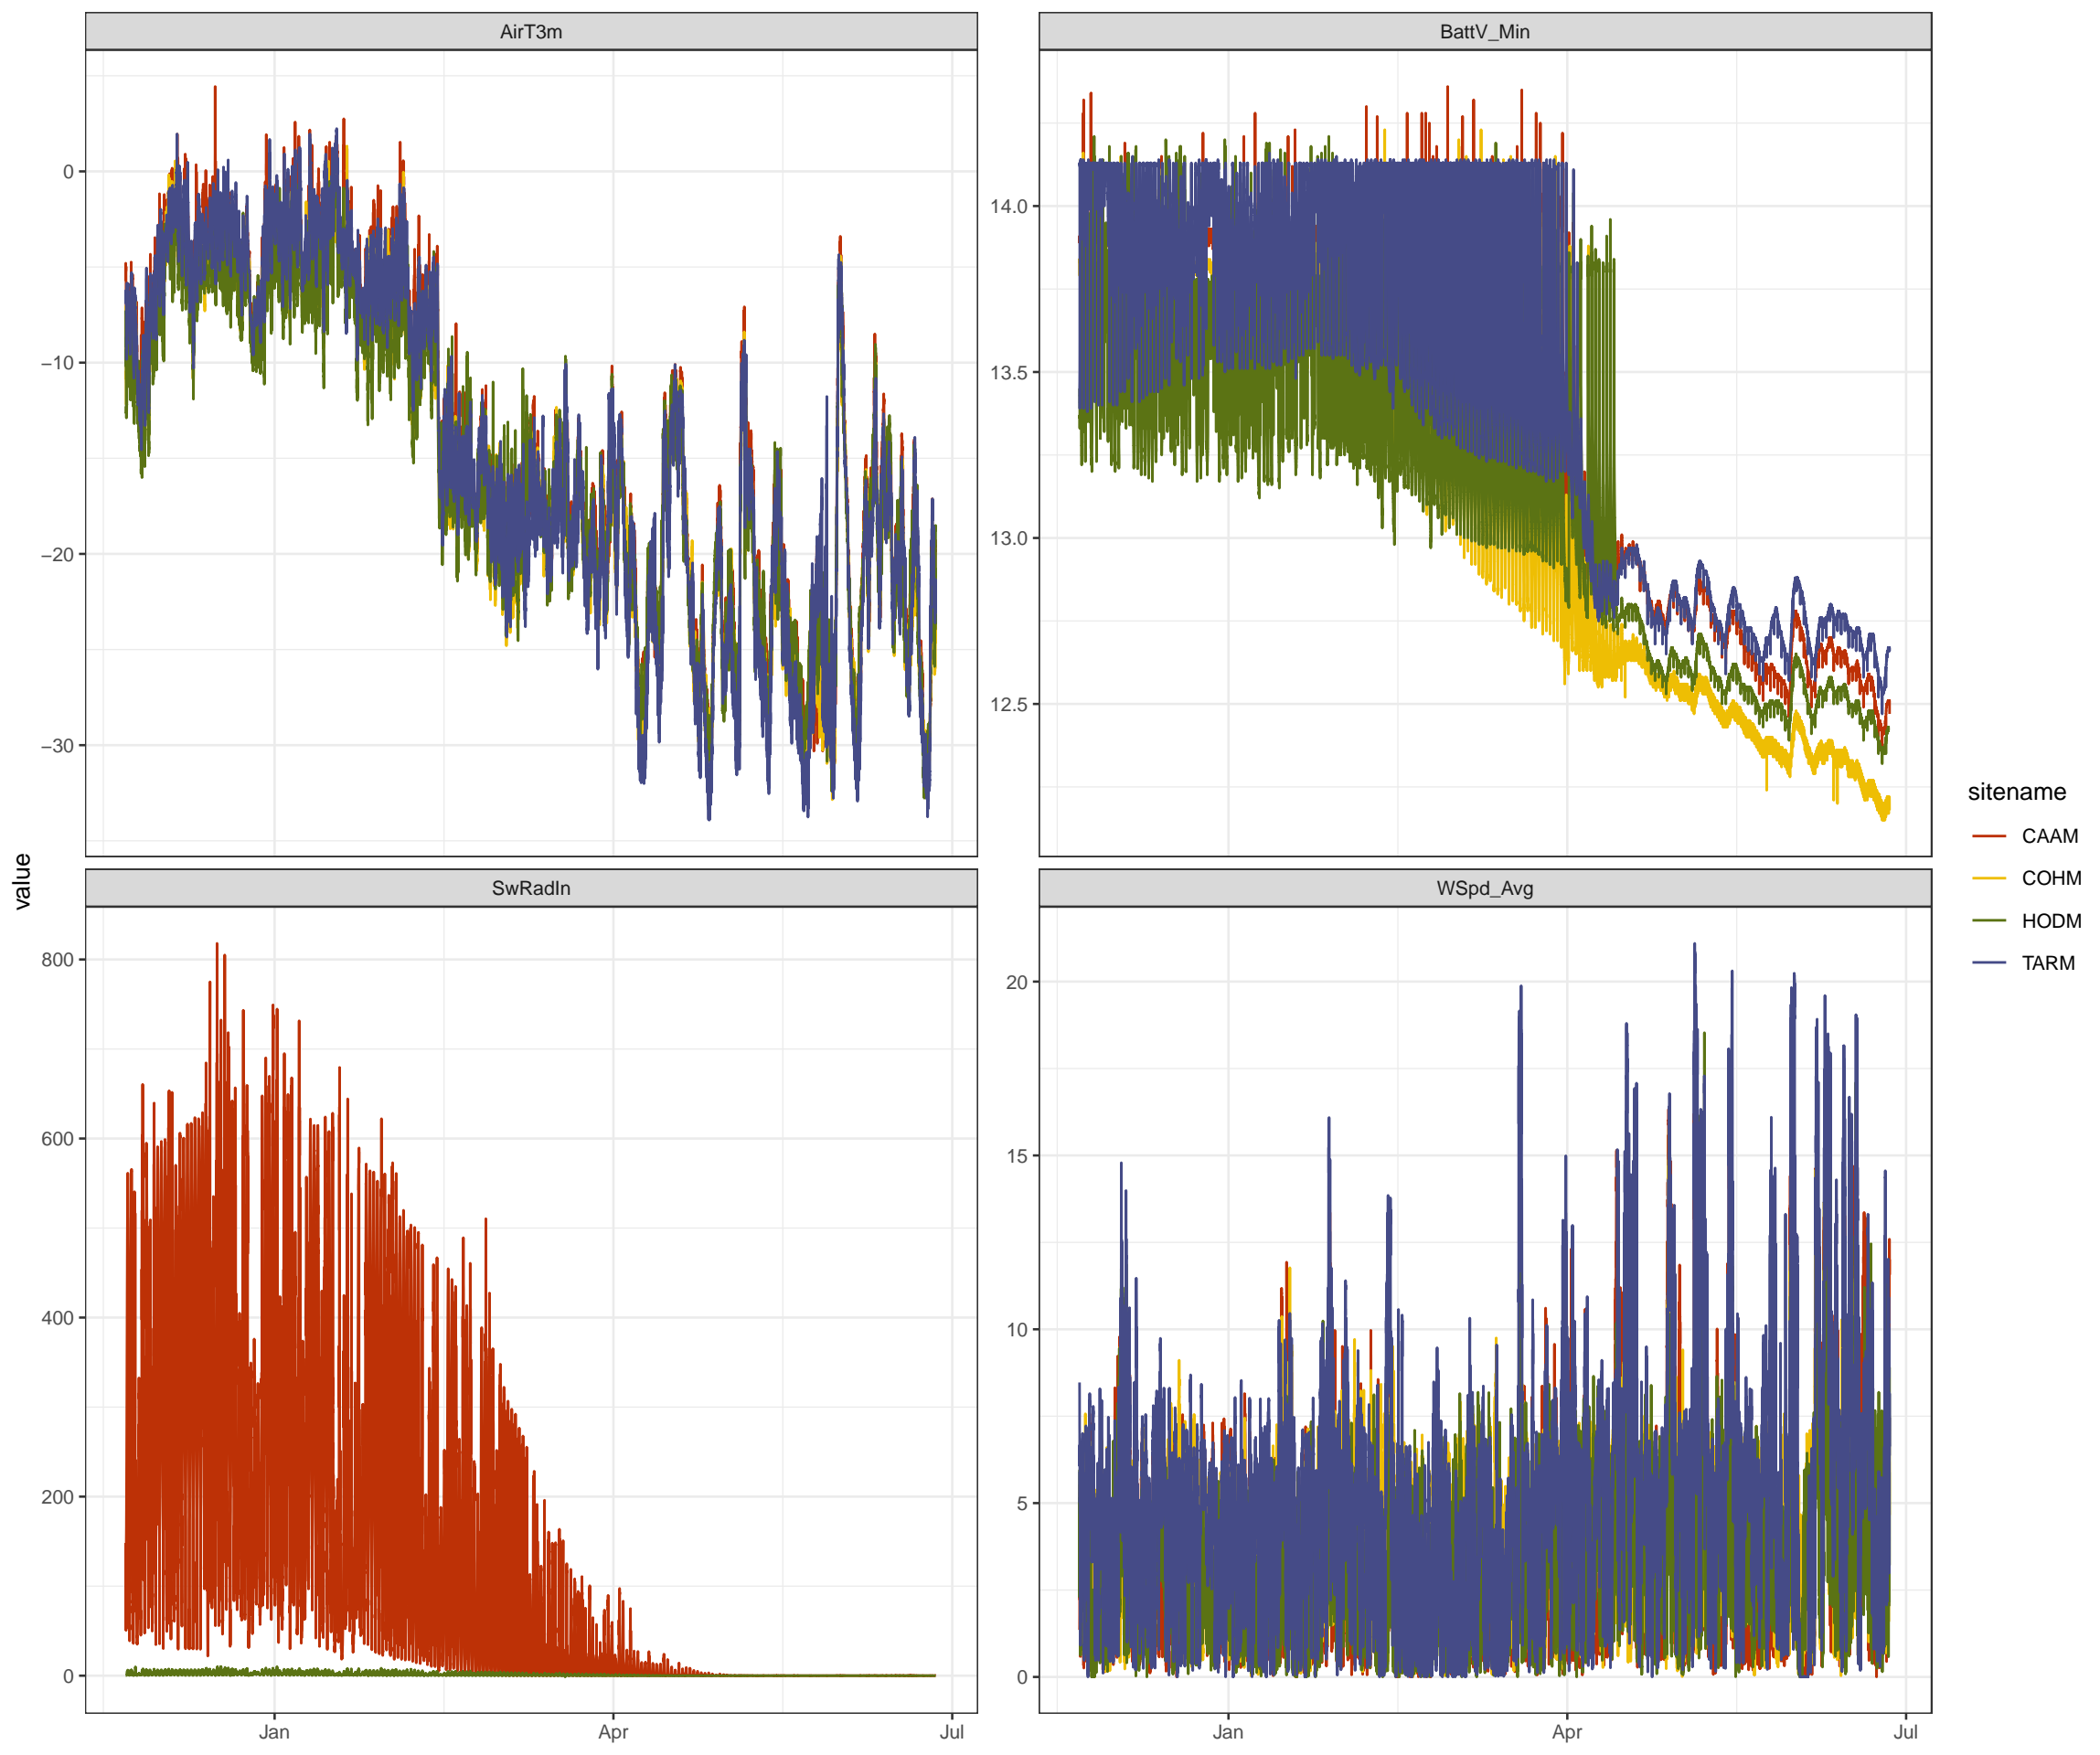 AirT3m
BattV_Min
0
−10
−20
−30
14.0
13.5
13.0
12.5
value
SwRadIn
WSpd_Avg
800
600
400
200
0
20
15
10
5
0
Jan Apr Jul
Jan Apr Jul
sitename
CAAM
COHM
HODM
TARM